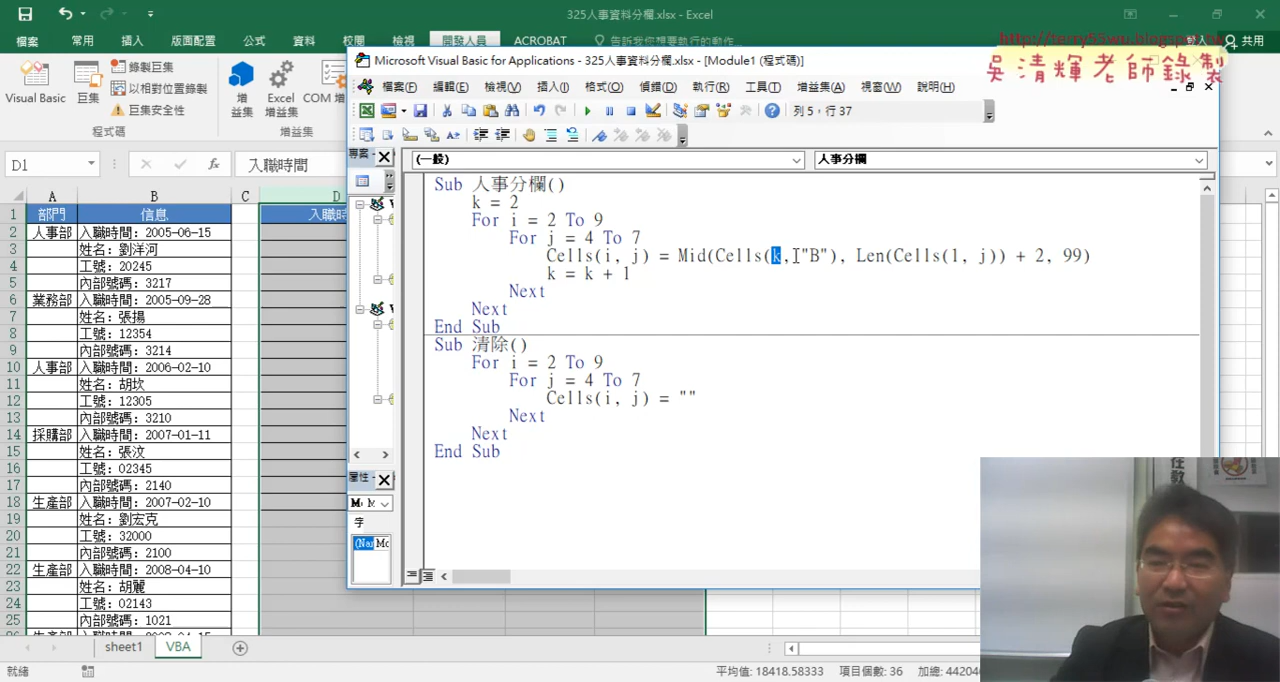 325人事資料分欄.xlsx - Excel
檔案 常用 插入 版面配置 公式 資料 校閱 檢視 開發人員 ACROBAT 告訴我您想要執行的動作... 登入 共用
http://terry55wu.blogspot.tw
吳清輝老師錄製
Visual Basic 巨集 錄製巨集 以相對位置錄製 巨集安全性 增益集 Excel 增益集 COM 增
程式碼 增益集
D1 fx 入職時間
A B C D
1 部門 信息 入職時
2 人事部 入職時間：2005-06-15
3 姓名：劉洋河
4 工號：20245
5 內部號碼：3217
6 業務部 入職時間：2005-09-28
7 姓名：張揚
8 工號：12354
9 內部號碼：3214
10 人事部 入職時間：2006-02-10
11 姓名：胡坎
12 工號：12305
13 內部號碼：3210
14 採購部 入職時間：2007-01-11
15 姓名：張汶
16 工號：02345
17 內部號碼：2140
18 生產部 入職時間：2007-02-10
19 姓名：劉宏克
20 工號：32000
21 內部號碼：2100
22 生產部 入職時間：2008-04-10
23 姓名：胡麗
24 工號：02143
25 內部號碼：1021
sheet1 VBA
就緒 平均值: 18418.58333 項目個數: 36 加總: 44204
Microsoft Visual Basic for Applications - 325人事資料分欄.xlsx - [Module1 (程式碼)]
檔案(F) 編輯(E) 檢視(V) 插入(I) 格式(O) 偵錯(D) 執行(R) 工具(T) 增益集(A) 視窗(W) 說明(H)
列 5，行 37
專案 -
屬性 -
(一般) 人事分欄
Sub 人事分欄()
k = 2
For i = 2 To 9
For j = 4 To 7
Cells(i, j) = Mid(Cells(k, "B"), Len(Cells(1, j)) + 2, 99)
k = k + 1
Next
Next
End Sub
Sub 清除()
For i = 2 To 9
For j = 4 To 7
Cells(i, j) = ""
Next
Next
End Sub